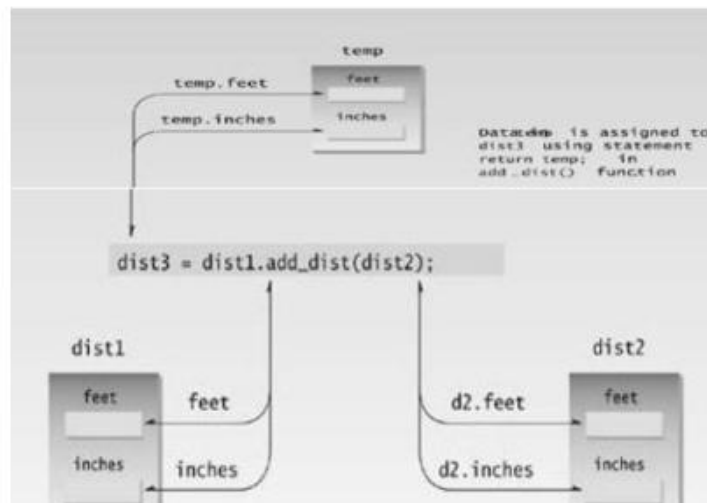 temp
feet
temp.feet
inches
temp.inches
is assigned to
dist3 using statement
return temp; in
add_dist() function
dist3 = dist1.add_dist(dist2);
dist1
dist2
feet
feet
d2.feet
feet
inches
inches
d2.inches
inches